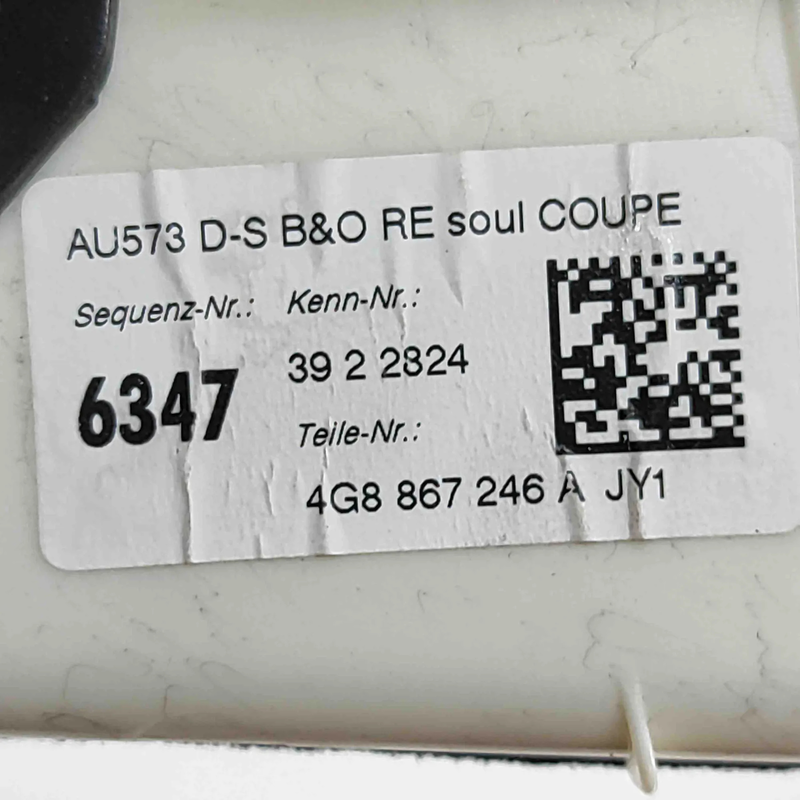 AU573 D-S B&O RE soul COUPE
Sequenz-Nr.: Kenn-Nr.:
6347 39 2 2824
Teile-Nr.:
4G8 867 246 A JY1